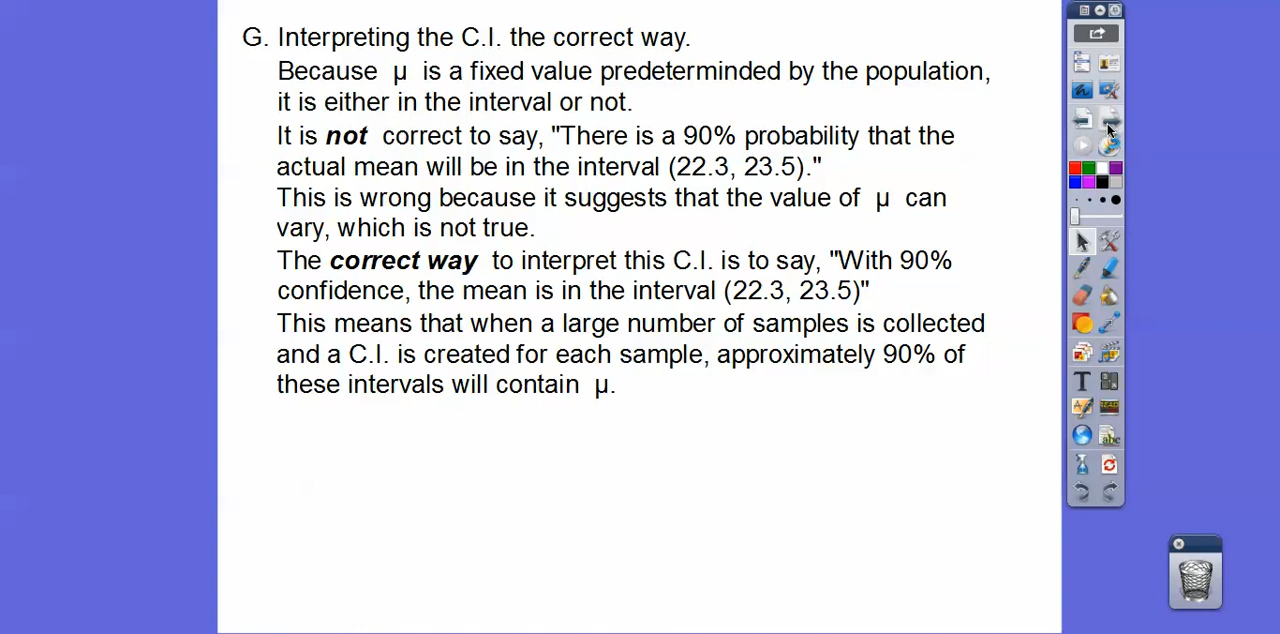 G. Interpreting the C.I. the correct way.
Because μ is a fixed value predeterminded by the population,
it is either in the interval or not.
It is not correct to say, "There is a 90% probability that the
actual mean will be in the interval (22.3, 23.5)."
This is wrong because it suggests that the value of μ can
vary, which is not true.
The correct way to interpret this C.I. is to say, "With 90%
confidence, the mean is in the interval (22.3, 23.5)"
This means that when a large number of samples is collected
and a C.I. is created for each sample, approximately 90% of
these intervals will contain μ.